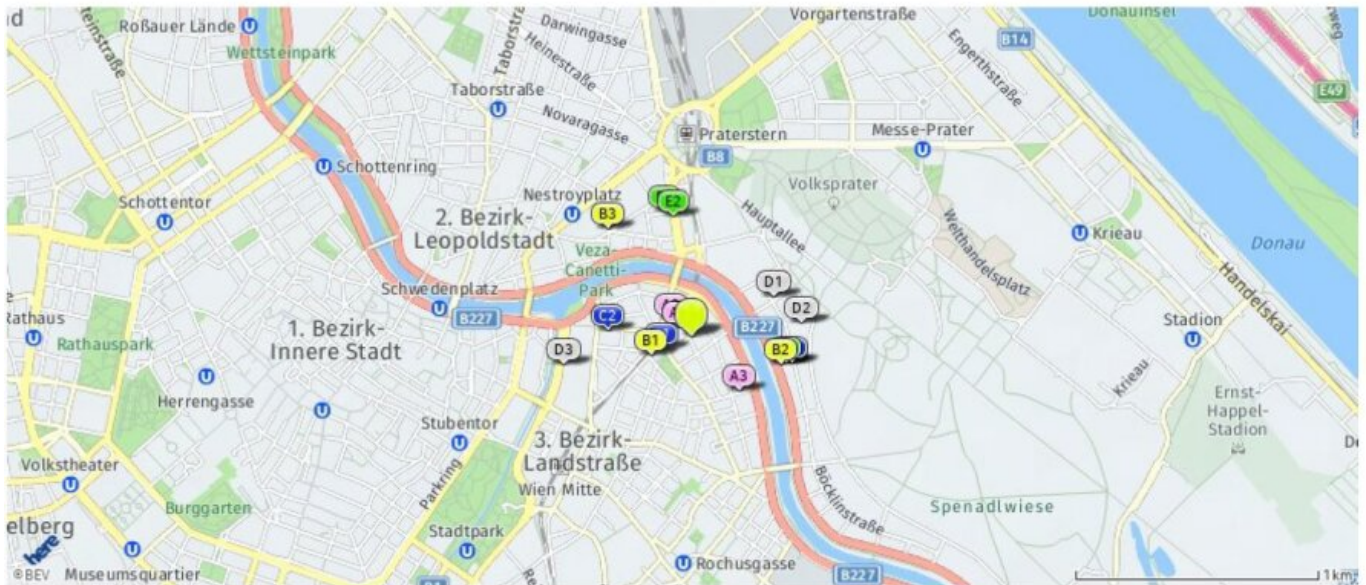 d
Roßauer Lände
Wettsteinpark
Darwingasse
Heinestraße
Vorgartenstraße
Donauinsel
B14
Engerthstraße
E49
Taborstraße
Novaragasse
Praterstern
Messe-Prater
B8
Schottenring
Schottentor
Nestroyplatz
Volksprater
2. Bezirk-
Leopoldstadt
B3
E2
Hauptallee
Welthandelsplatz
Krieau
Donau
Veza-
Canetti-
Park
Handelskai
Schwedenplatz
D1
D2
C2
B227
B227
Rathaus
Rathauspark
1. Bezirk-
Innere Stadt
Stadion
D3
B1
B2
A3
Krieau
Herrengasse
Ernst-
Happel-
Stadion
Stubentor
3. Bezirk-
Landstraße
Volkstheater
Parkring
Wien Mitte
Böcklinstraße
Burggarten
Spenadlwiese
elberg
Stadtpark
here
©BEV
Museumsquartier
Rochusgasse
B227
1km